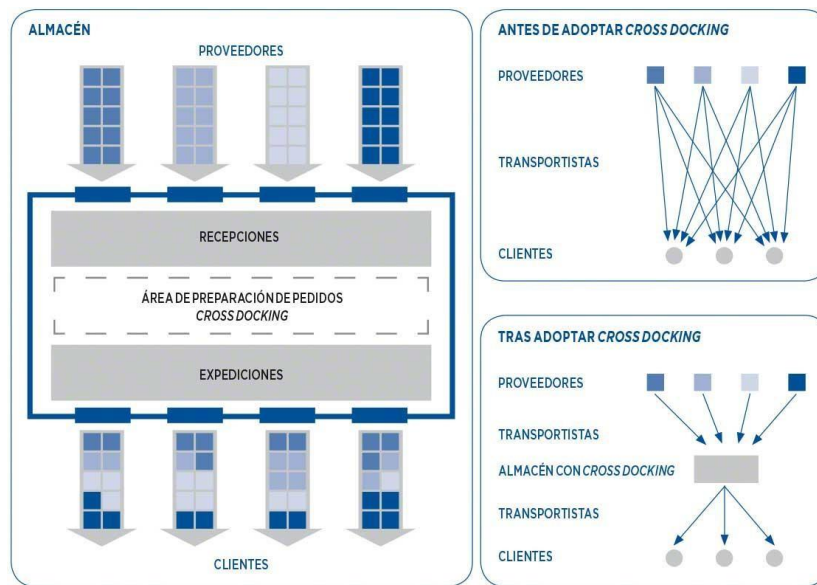 ALMACÉN
PROVEEDORES
RECEPCIONES
ÁREA DE PREPARACIÓN DE PEDIDOS
CROSS DOCKING
EXPEDICIONES
CLIENTES
ANTES DE ADOPTAR CROSS DOCKING
PROVEEDORES
TRANSPORTISTAS
CLIENTES
TRAS ADOPTAR CROSS DOCKING
PROVEEDORES
TRANSPORTISTAS
ALMACÉN CON CROSS DOCKING
TRANSPORTISTAS
CLIENTES